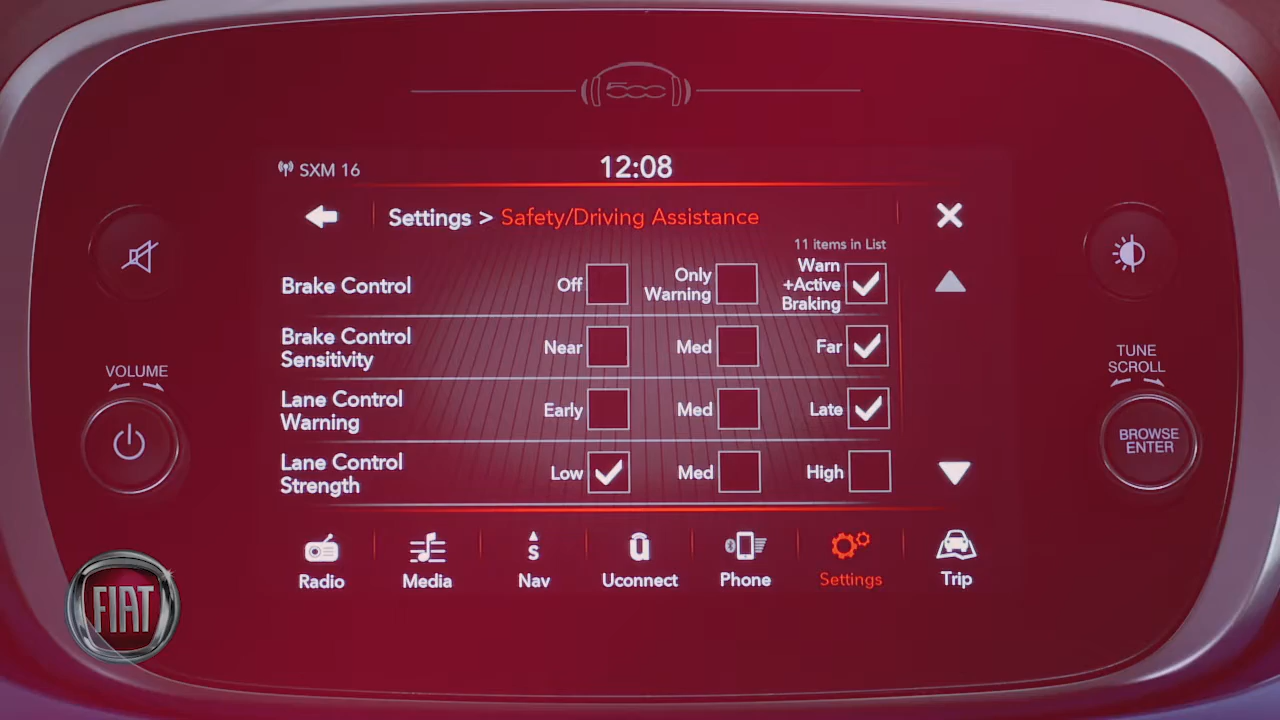 500
SXM 16
12:08
Settings > Safety/Driving Assistance
11 items in List
Brake Control
Off
Only
Warning
Warn
+Active
Braking
Brake Control
Sensitivity
Near
Med
Far
Lane Control
Warning
Early
Med
Late
Lane Control
Strength
Low
Med
High
VOLUME
TUNE
SCROLL
BROWSE
ENTER
Radio
Media
S
Nav
Uconnect
Phone
Settings
Trip
FIAT